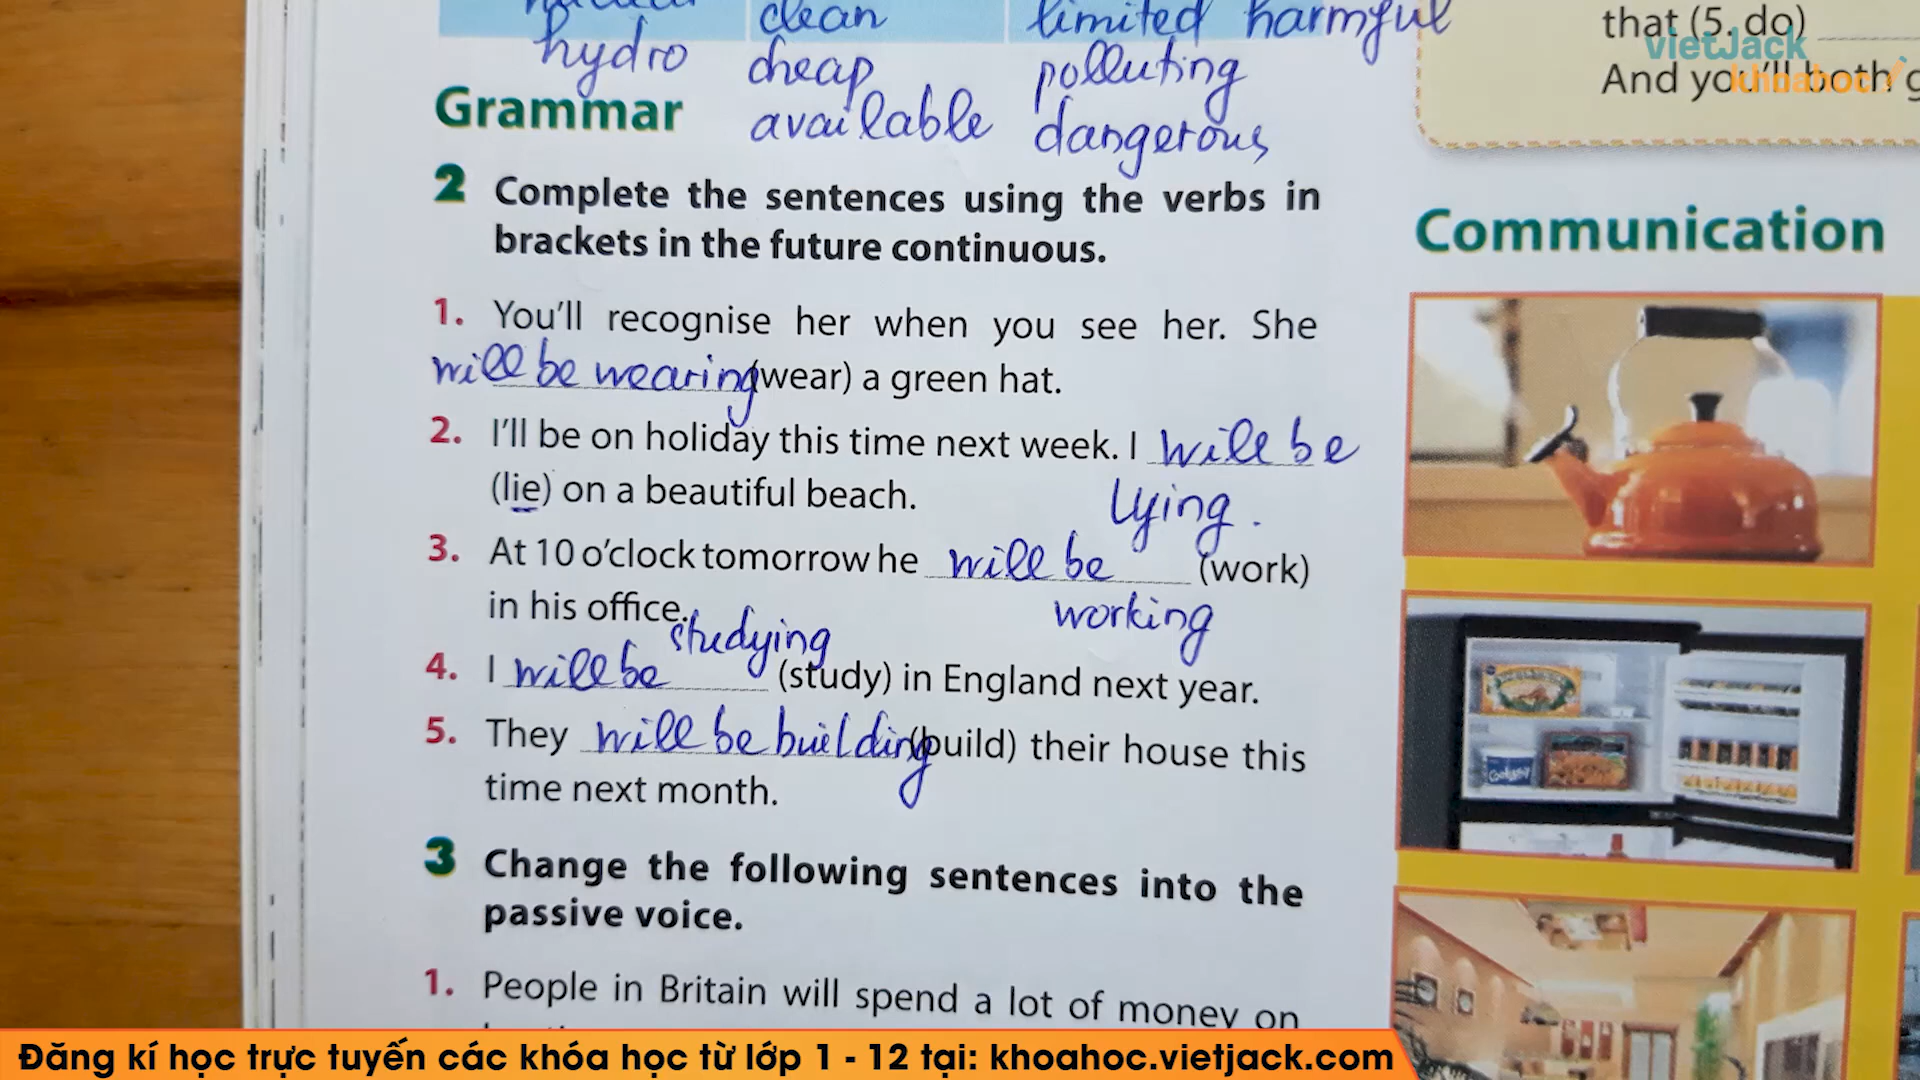 clean
limited harmful
hydro
cheap
polluting
available
dangerous
that (5. do)
And you'll both
vietJack
khoahoc
Grammar
2 Complete the sentences using the verbs in
brackets in the future continuous.
1. You'll recognise her when you see her. She
will be wearing (wear) a green hat.
2. I'll be on holiday this time next week. I will be
(lie) on a beautiful beach. lying.
3. At 10 o'clock tomorrow he will be (work)
in his office. working
studying
4. I will be (study) in England next year.
5. They will be building (build) their house this
time next month.
3 Change the following sentences into the
passive voice.
1. People in Britain will spend a lot of money on
Communication
Đăng kí học trực tuyến các khóa học từ lớp 1 - 12 tại: khoahoc.vietjack.com